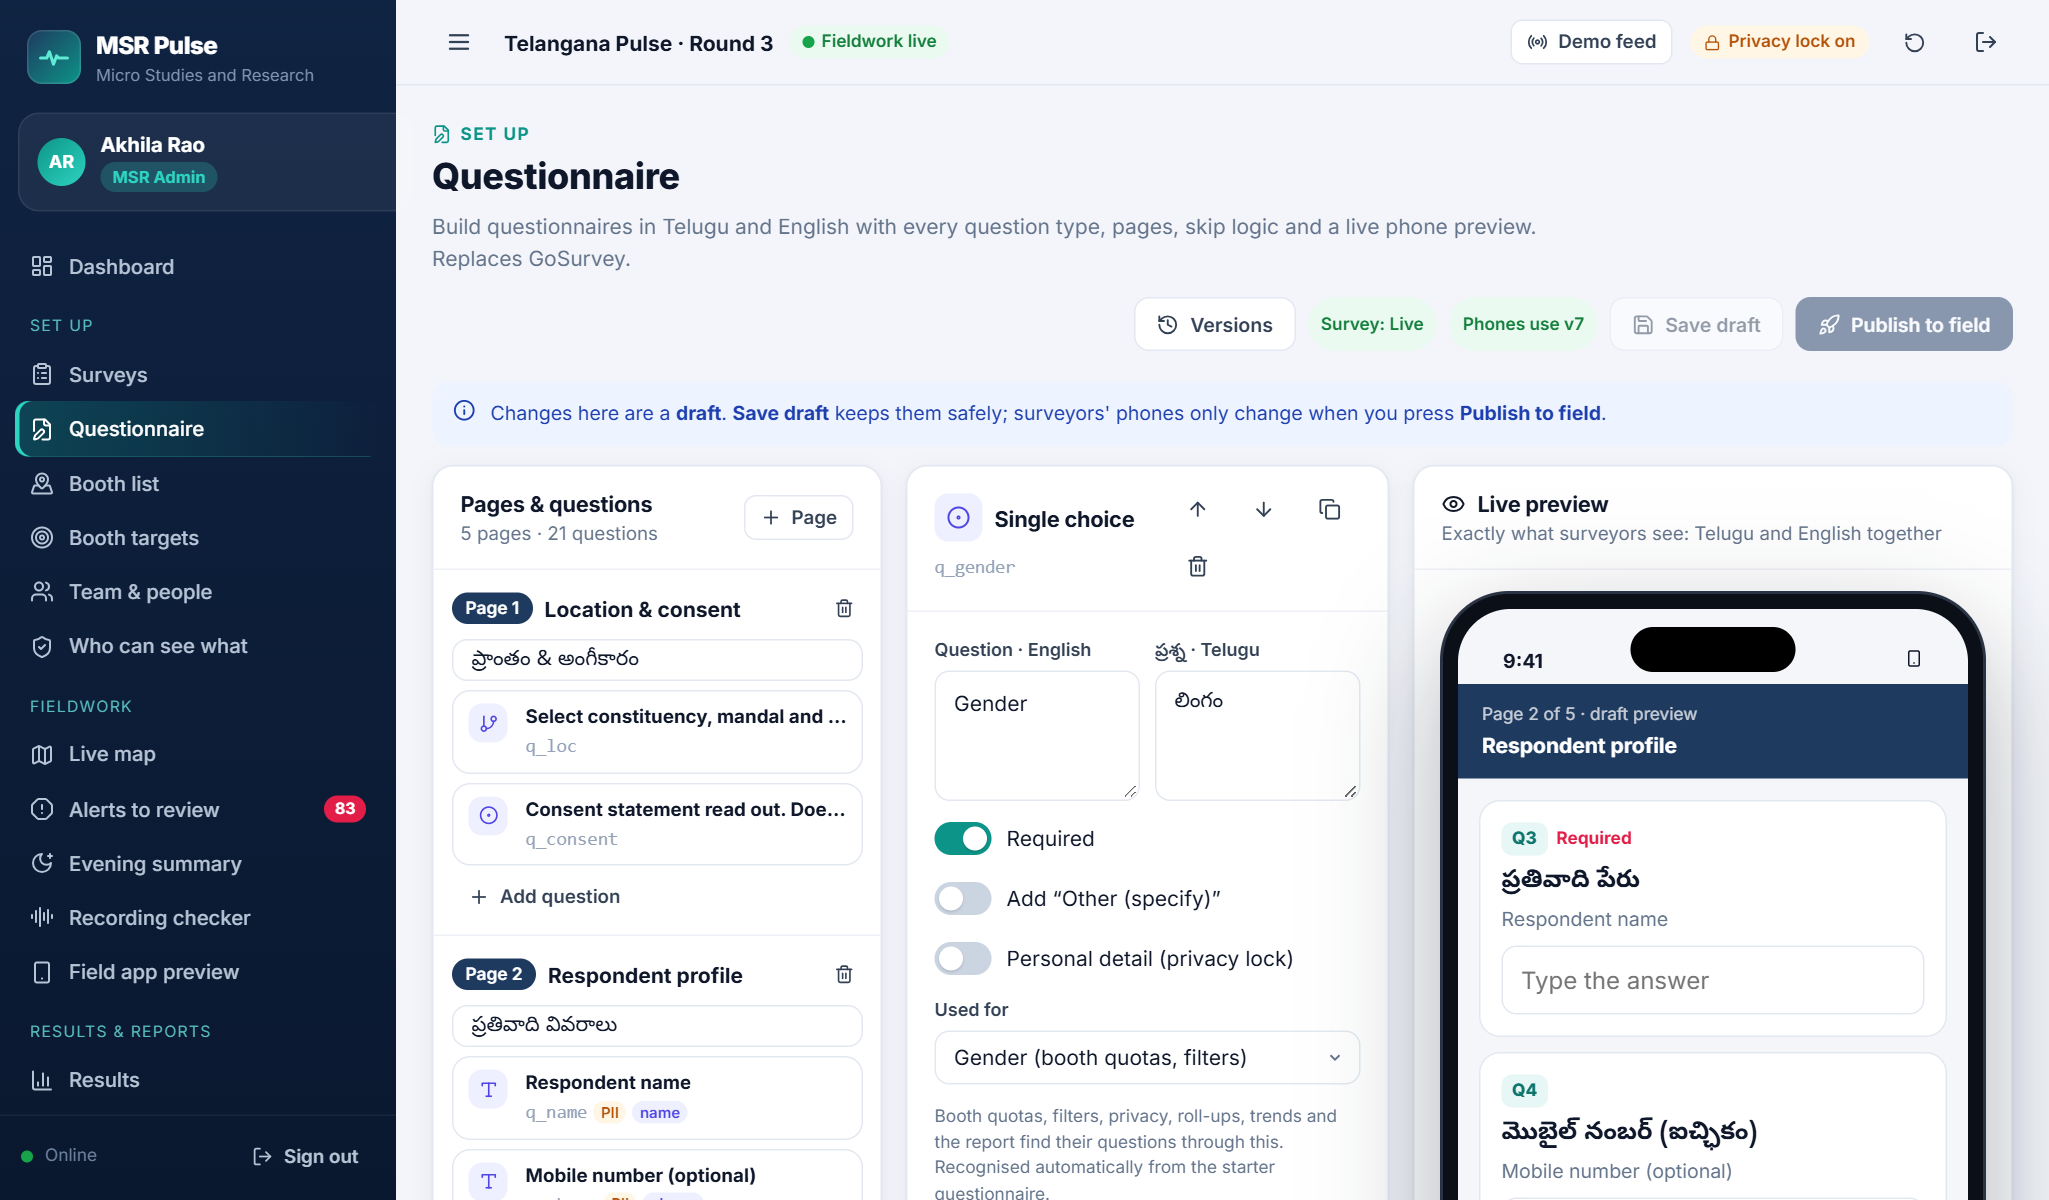 MSR Pulse
Micro Studies and Research
AR
Akhila Rao
MSR Admin
Dashboard
SET UP
Surveys
Questionnaire
Booth list
Booth targets
Team & people
Who can see what
FIELDWORK
Live map
Alerts to review
83
Evening summary
Recording checker
Field app preview
RESULTS & REPORTS
Results
Online
Sign out
Telangana Pulse · Round 3
Fieldwork live
Demo feed
Privacy lock on
SET UP
Questionnaire
Build questionnaires in Telugu and English with every question type, pages, skip logic and a live phone preview.
Replaces GoSurvey.
Versions
Survey: Live
Phones use v7
Save draft
Publish to field
Changes here are a draft. Save draft keeps them safely; surveyors' phones only change when you press Publish to field.
Pages & questions
5 pages · 21 questions
Page
Page 1
Location & consent
ప్రాంతం & అంగీకారం
Select constituency, mandal and ...
q_loc
Consent statement read out. Doe...
q_consent
Add question
Page 2
Respondent profile
ప్రతివాది వివరాలు
Respondent name
q_name
PII
name
Mobile number (optional)
Single choice
q_gender
Question · English
ప్రశ్న · Telugu
Gender
లింగం
Required
Add “Other (specify)”
Personal detail (privacy lock)
Used for
Gender (booth quotas, filters)
Booth quotas, filters, privacy, roll-ups, trends and
the report find their questions through this.
Recognised automatically from the starter
questionnaire.
Live preview
Exactly what surveyors see: Telugu and English together
9:41
Page 2 of 5 · draft preview
Respondent profile
Q3
Required
ప్రతివాది పేరు
Respondent name
Type the answer
Q4
మొబైల్ నంబర్ (ఐచ్ఛికం)
Mobile number (optional)